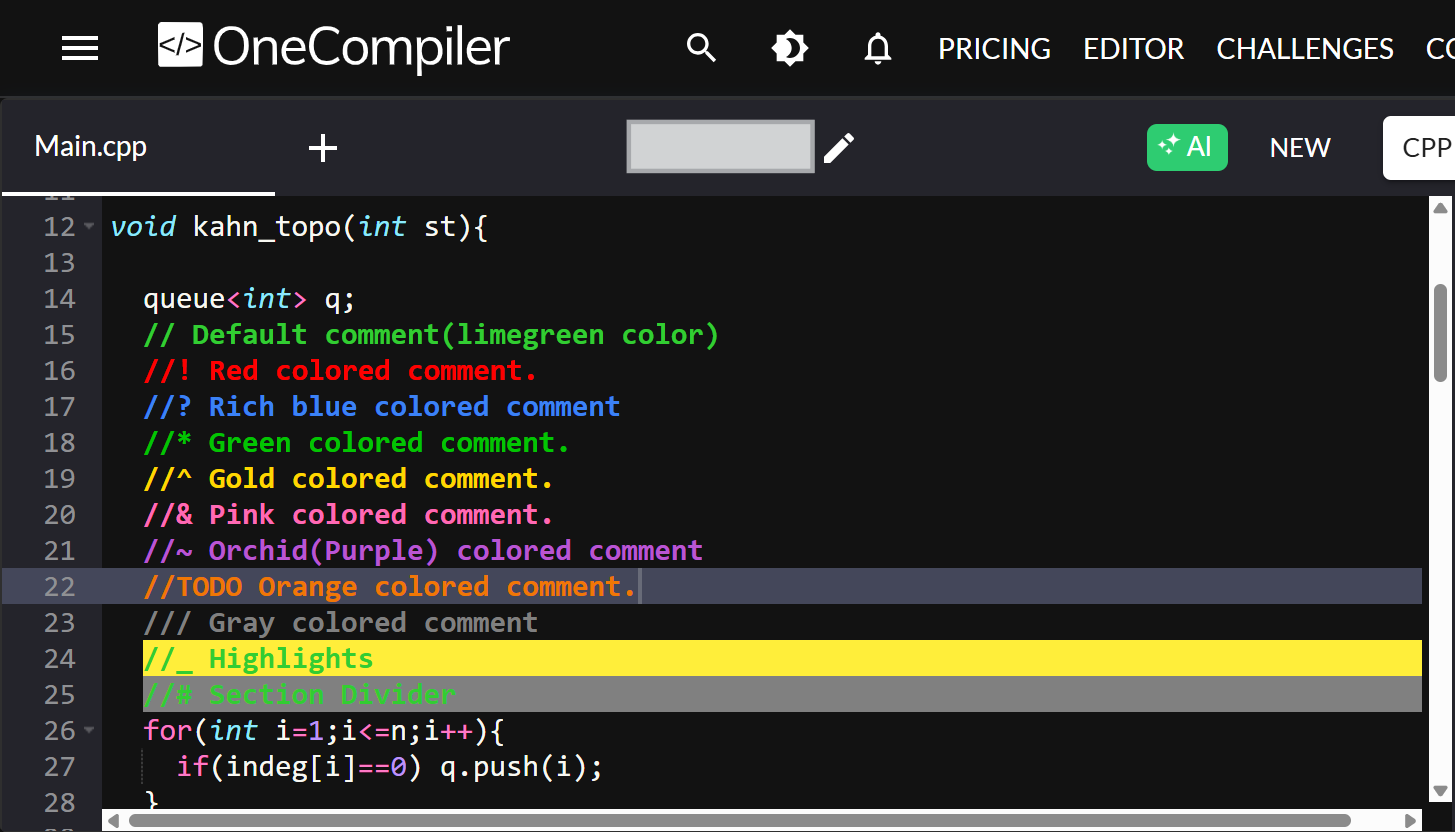 </> OneCompiler PRICING EDITOR CHALLENGES CO
Main.cpp + AI NEW CPP
11
12 void kahn_topo(int st){
13
14 queue<int> q;
15 // Default comment(limegreen color)
16 //! Red colored comment.
17 //? Rich blue colored comment
18 //* Green colored comment.
19 //^ Gold colored comment.
20 //& Pink colored comment.
21 //~ Orchid(Purple) colored comment
22 //TODO Orange colored comment.
23 /// Gray colored comment
24 //_ Highlights
25 //# Section Divider
26 for(int i=1;i<=n;i++){
27 if(indeg[i]==0) q.push(i);
28 }